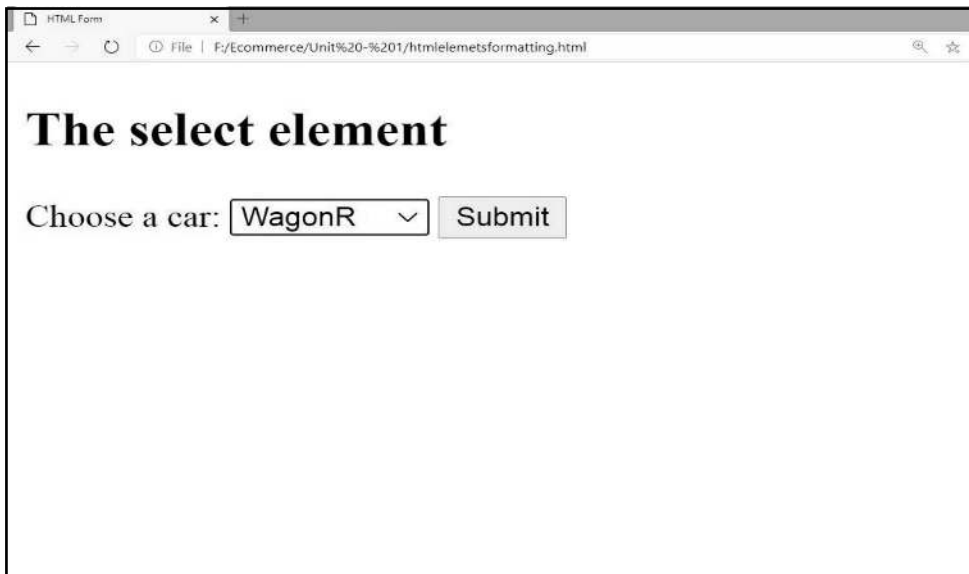 HTML Form
File | F:/Ecommerce/Unit%20-%201/htmlelemetsformatting.html
The select element
Choose a car: WagonR Submit